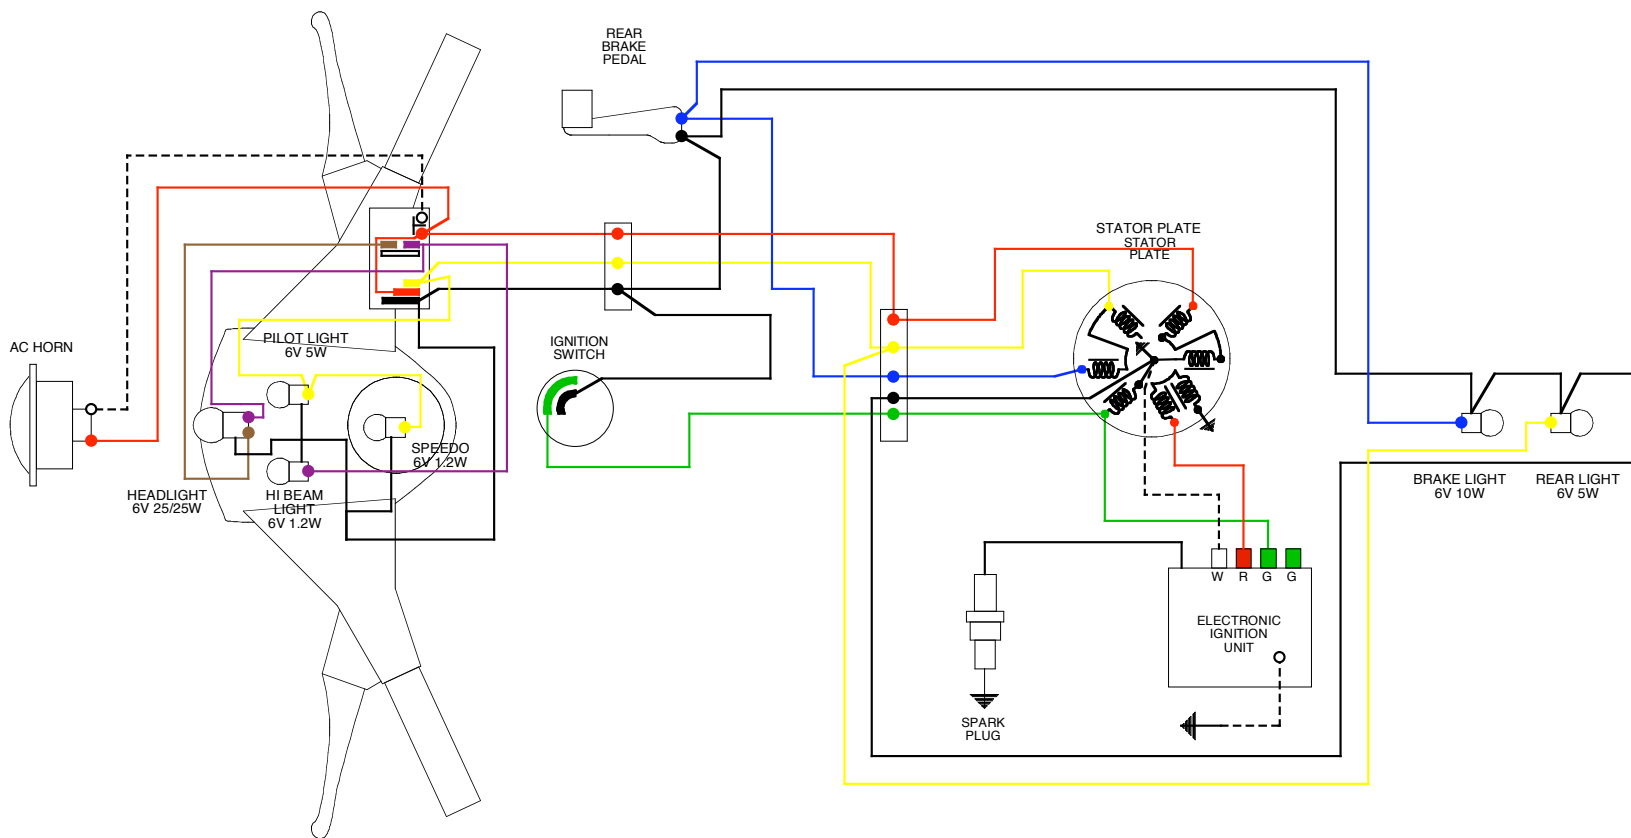 REAR
BRAKE
PEDAL
STATOR PLATE
STATOR
PLATE
AC HORN
PILOT LIGHT
6V 5W
IGNITION
SWITCH
SPEEDO
6V 1.2W
HEADLIGHT
6V 25/25W
HI BEAM
LIGHT
6V 1.2W
BRAKE LIGHT
6V 10W
REAR LIGHT
6V 5W
W R G G
ELECTRONIC
IGNITION
UNIT
SPARK
PLUG